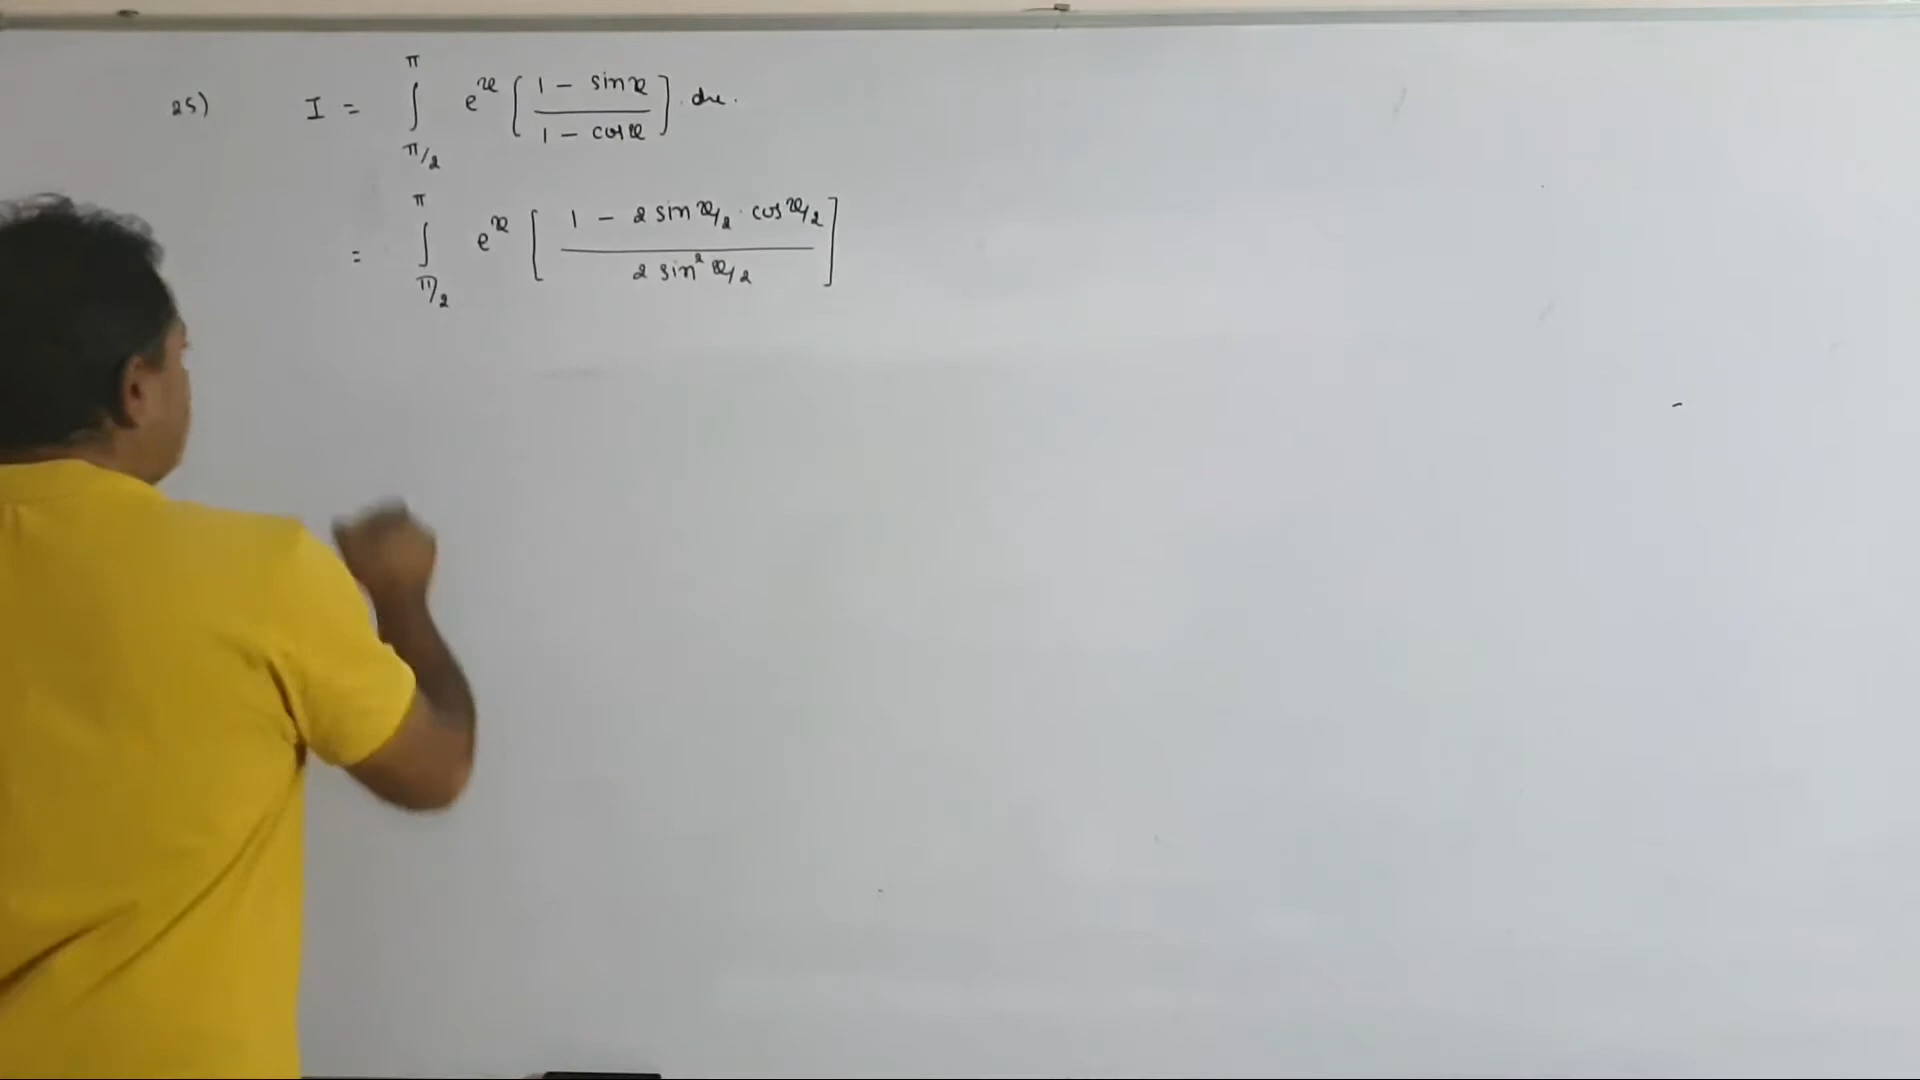 25) I = ∫_{π/2}^{π} e^x [ (1 - sin x) / (1 - cos x) ] . dx.
= ∫_{π/2}^{π} e^x [ (1 - 2 sin x/2 . cos x/2) / (2 sin² x/2) ]